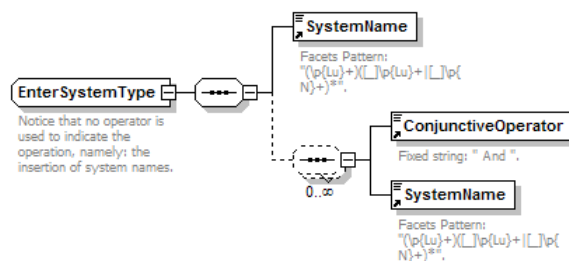 SystemName
Facets Pattern:
"(\p{Lu}+)([_]\p{Lu}+|[_]\p{
N}+)*".
EnterSystemType
Notice that no operator is
used to indicate the
operation, namely: the
insertion of system names.
ConjunctiveOperator
Fixed string: " And ".
0..∞
SystemName
Facets Pattern:
"(\p{Lu}+)([_]\p{Lu}+|[_]\p{
N}+)*".